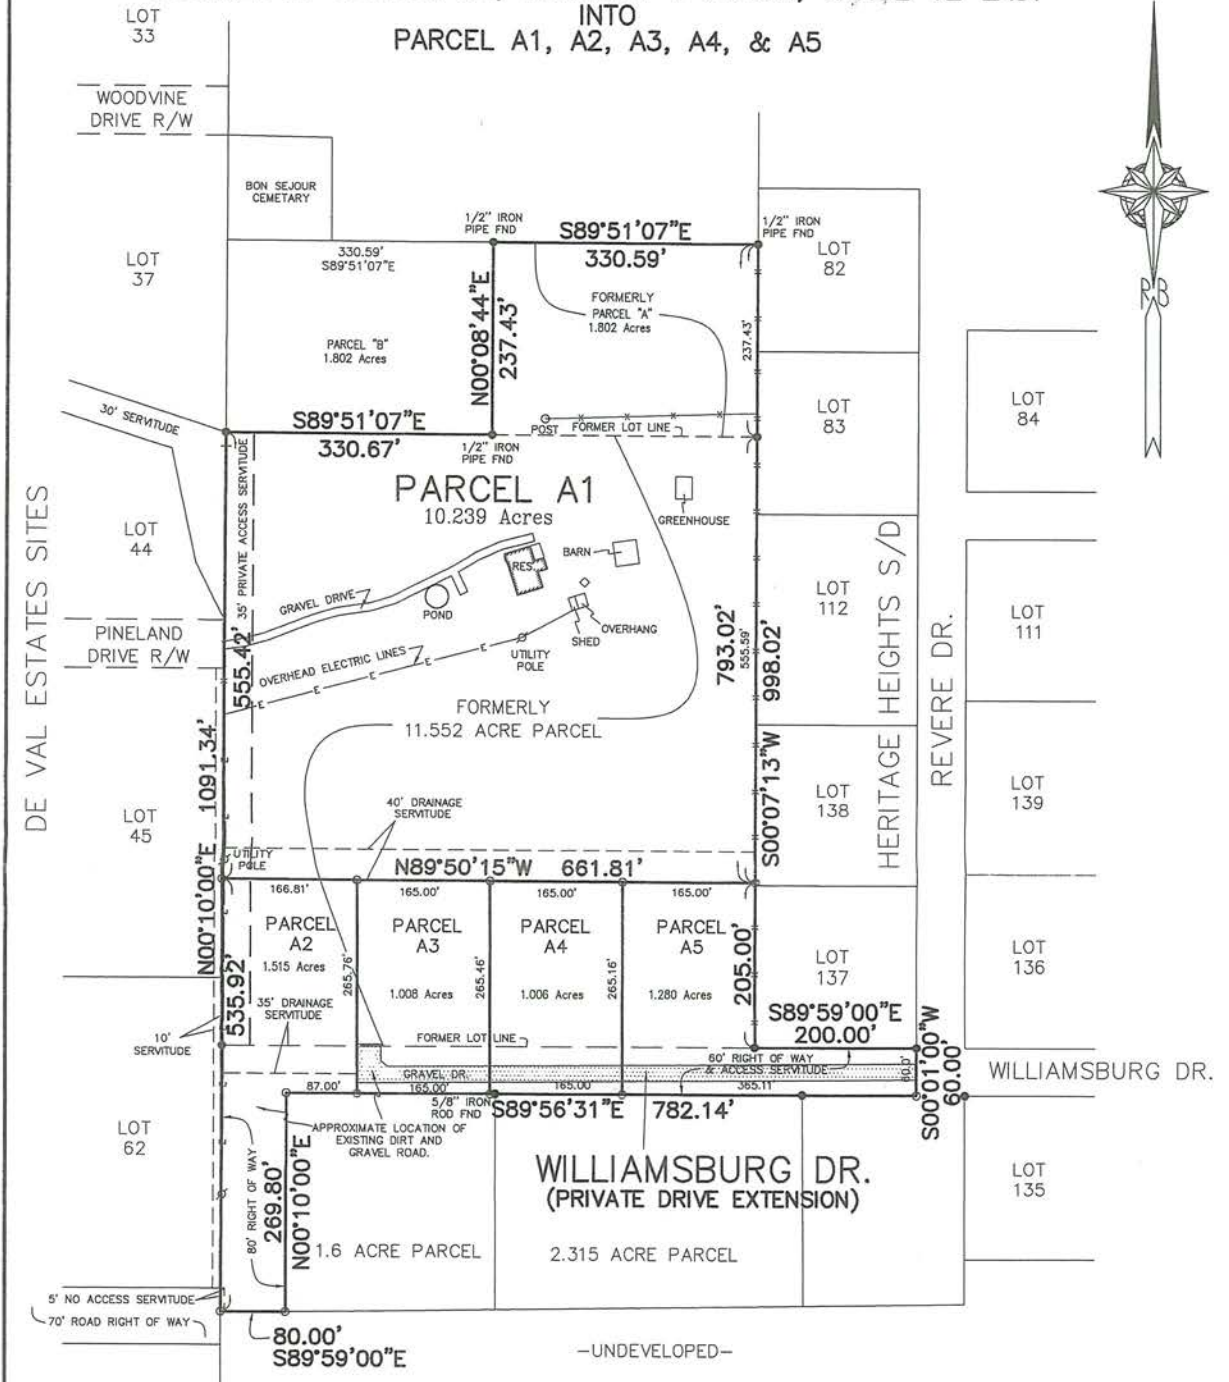 INTO
PARCEL A1, A2, A3, A4, & A5
LOT
33
WOODVINE
DRIVE R/W
BON SEJOUR
CEMETARY
1/2" IRON
PIPE FND
S89°51'07"E
330.59'
1/2" IRON
PIPE FND
LOT
82
330.59'
S89°51'07"E
LOT
37
N00°08'44"E
237.43'
FORMERLY
PARCEL "A"
1.802 Acres
237.43'
RB
PARCEL "B"
1.802 Acres
30' SERVITUDE
S89°51'07"E
330.67'
1/2" IRON
PIPE FND
POST
FORMER LOT LINE
LOT
83
LOT
84
PARCEL A1
10.239 Acres
GREENHOUSE
35' PRIVATE ACCESS SERVITUDE
DE VAL ESTATES SITES
LOT
44
BARN
RES.
GRAVEL DRIVE
POND
SHED
OVERHANG
LOT
112
HERITAGE HEIGHTS S/D
REVERE DR.
LOT
111
PINELAND
DRIVE R/W
555.42'
OVERHEAD ELECTRIC LINES
E
E
E
E
E
UTILITY
POLE
793.02'
555.59'
998.02'
FORMERLY
11.552 ACRE PARCEL
1091.34'
N00°10'00"E
S00°07'13"W
LOT
45
40' DRAINAGE
SERVITUDE
LOT
138
LOT
139
UTILITY
POLE
N89°50'15"W 661.81'
166.81'
165.00'
165.00'
165.00'
PARCEL
A2
1.515 Acres
265.76'
PARCEL
A3
1.008 Acres
265.46'
PARCEL
A4
1.006 Acres
265.16'
PARCEL
A5
1.280 Acres
205.00'
LOT
137
LOT
136
535.92'
35' DRAINAGE
SERVITUDE
S89°59'00"E
200.00'
10'
SERVITUDE
FORMER LOT LINE
60' RIGHT OF WAY
& ACCESS SERVITUDE
60.0'
S00°01'00"W
60.00'
WILLIAMSBURG DR.
GRAVEL DR.
87.00'
165.00'
165.00
365.11
5/8" IRON
ROD FND
S89°56'31"E 782.14'
APPROXIMATE LOCATION OF
EXISTING DIRT AND
GRAVEL ROAD.
LOT
62
80' RIGHT OF WAY
269.80'
N00°10'00"E
WILLIAMSBURG DR.
(PRIVATE DRIVE EXTENSION)
LOT
135
1.6 ACRE PARCEL
2.315 ACRE PARCEL
5' NO ACCESS SERVITUDE
70' ROAD RIGHT OF WAY
80.00'
S89°59'00"E
-UNDEVELOPED-